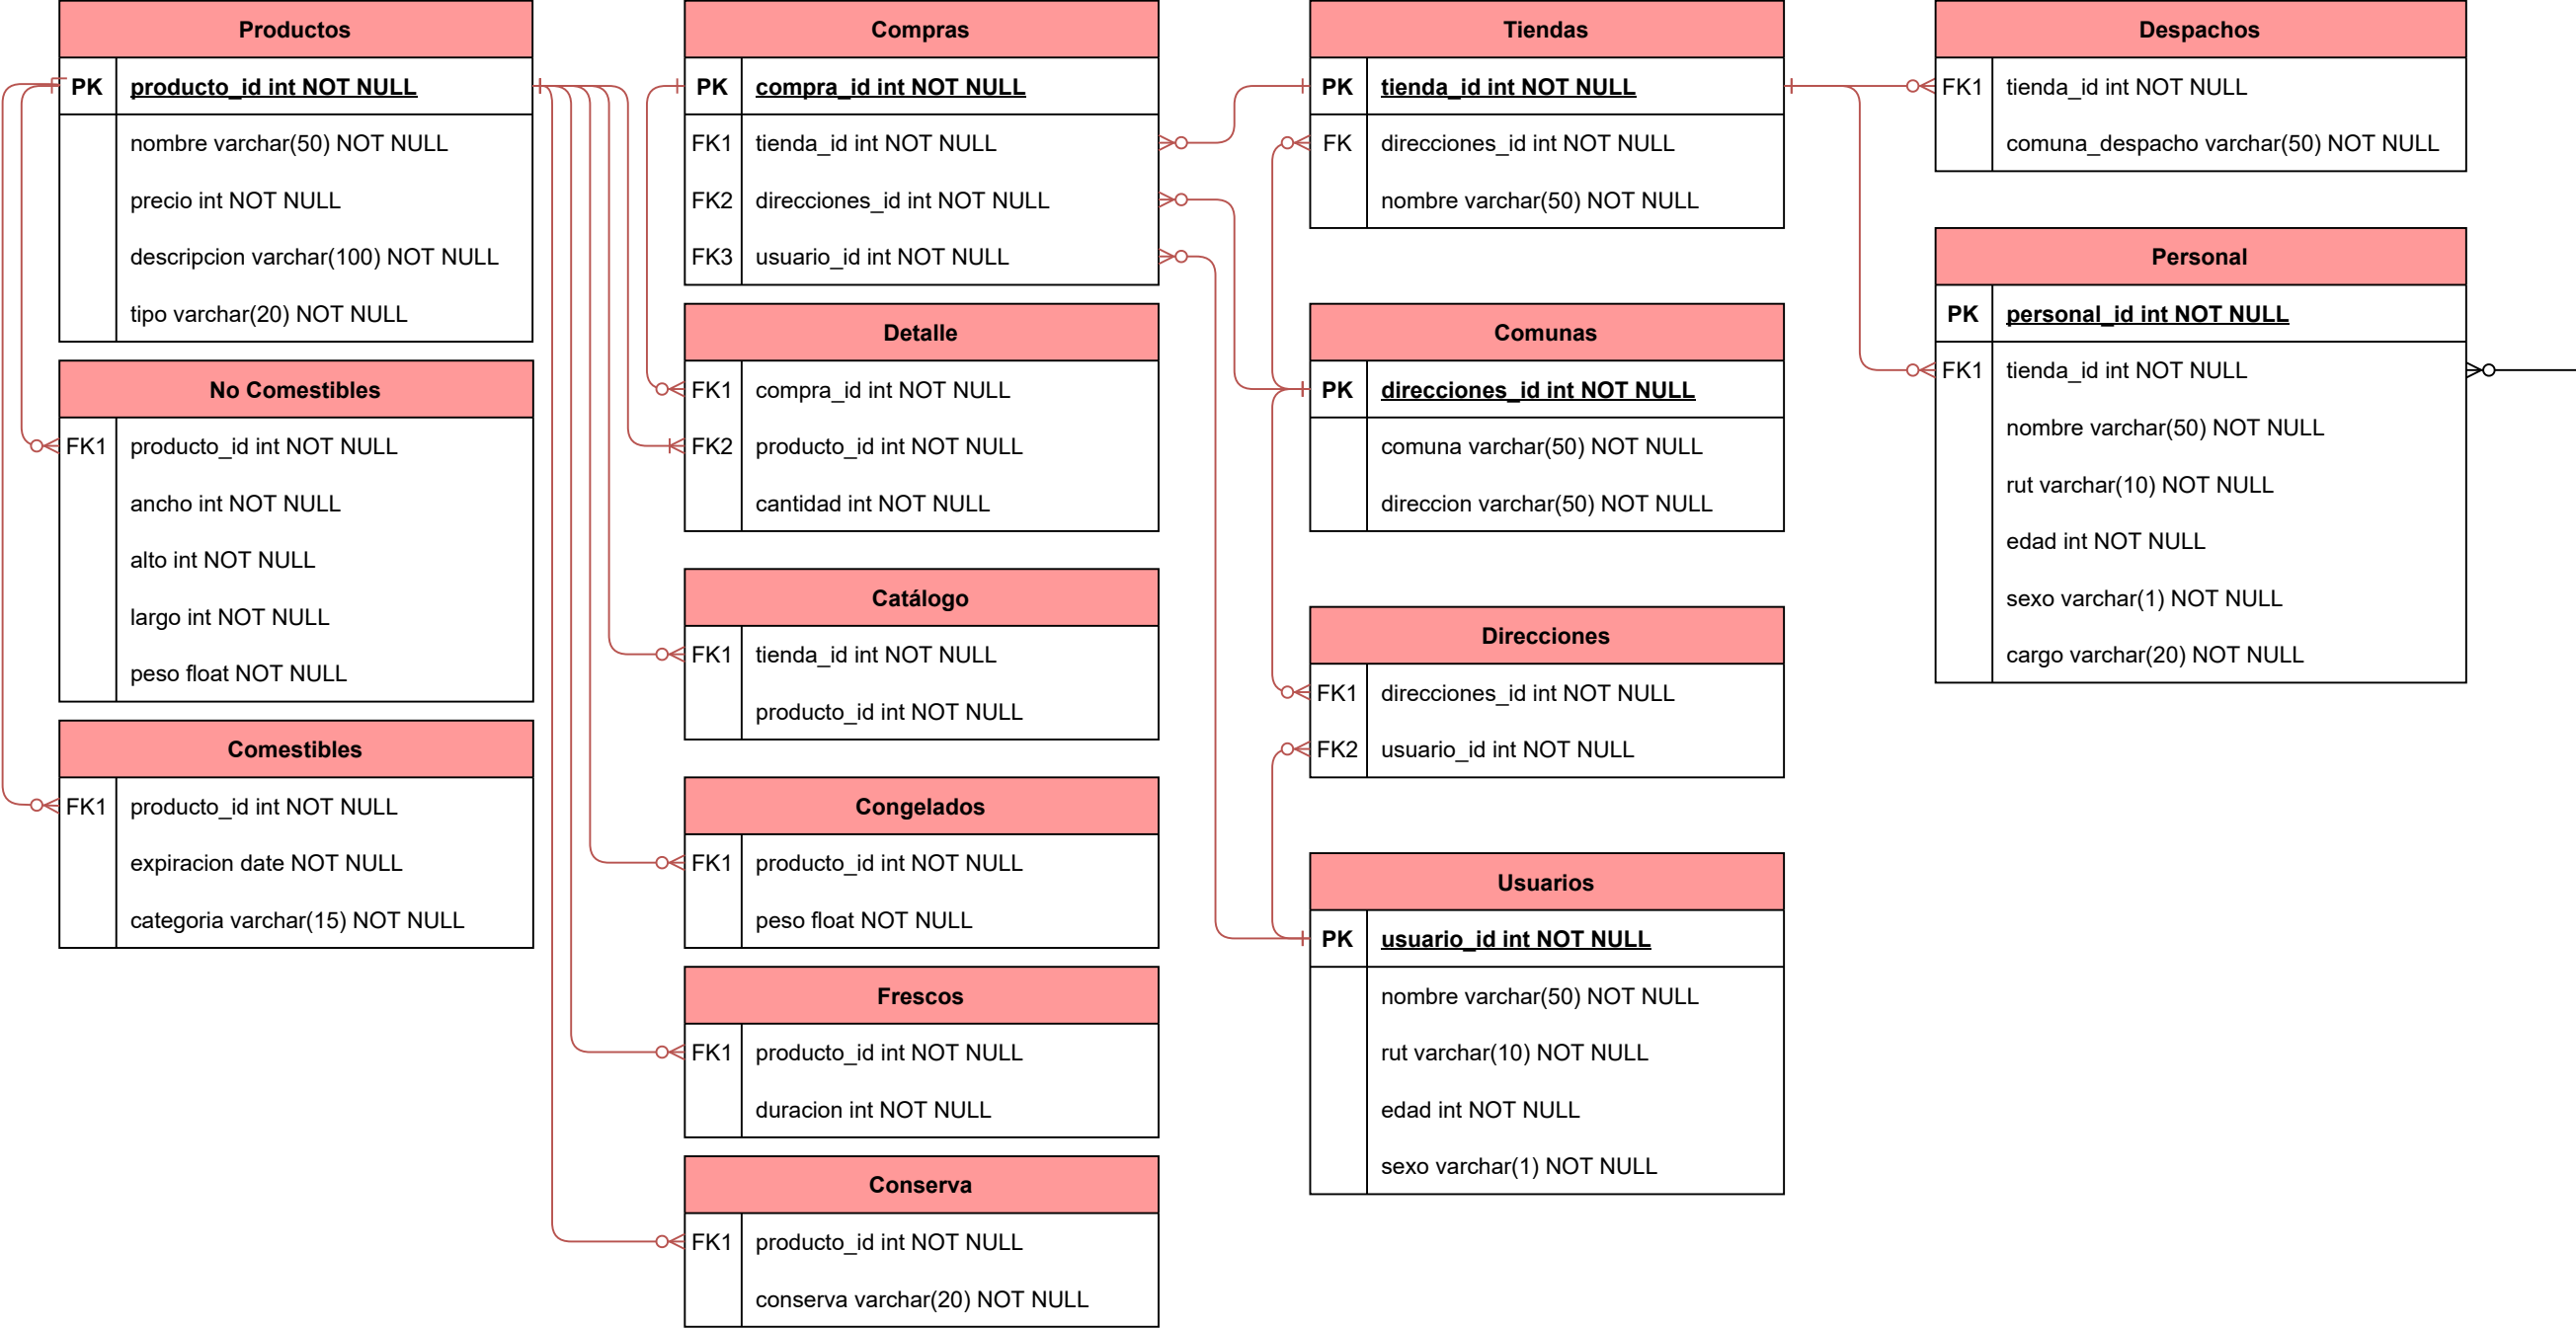 Productos
PK producto_id int NOT NULL
nombre varchar(50) NOT NULL
precio int NOT NULL
descripcion varchar(100) NOT NULL
tipo varchar(20) NOT NULL
No Comestibles
FK1 producto_id int NOT NULL
ancho int NOT NULL
alto int NOT NULL
largo int NOT NULL
peso float NOT NULL
Comestibles
FK1 producto_id int NOT NULL
expiracion date NOT NULL
categoria varchar(15) NOT NULL
Compras
PK compra_id int NOT NULL
FK1 tienda_id int NOT NULL
FK2 direcciones_id int NOT NULL
FK3 usuario_id int NOT NULL
Detalle
FK1 compra_id int NOT NULL
FK2 producto_id int NOT NULL
cantidad int NOT NULL
Catálogo
FK1 tienda_id int NOT NULL
producto_id int NOT NULL
Congelados
FK1 producto_id int NOT NULL
peso float NOT NULL
Frescos
FK1 producto_id int NOT NULL
duracion int NOT NULL
Conserva
FK1 producto_id int NOT NULL
conserva varchar(20) NOT NULL
Tiendas
PK tienda_id int NOT NULL
FK direcciones_id int NOT NULL
nombre varchar(50) NOT NULL
Comunas
PK direcciones_id int NOT NULL
comuna varchar(50) NOT NULL
direccion varchar(50) NOT NULL
Direcciones
FK1 direcciones_id int NOT NULL
FK2 usuario_id int NOT NULL
Usuarios
PK usuario_id int NOT NULL
nombre varchar(50) NOT NULL
rut varchar(10) NOT NULL
edad int NOT NULL
sexo varchar(1) NOT NULL
Despachos
FK1 tienda_id int NOT NULL
comuna_despacho varchar(50) NOT NULL
Personal
PK personal_id int NOT NULL
FK1 tienda_id int NOT NULL
nombre varchar(50) NOT NULL
rut varchar(10) NOT NULL
edad int NOT NULL
sexo varchar(1) NOT NULL
cargo varchar(20) NOT NULL